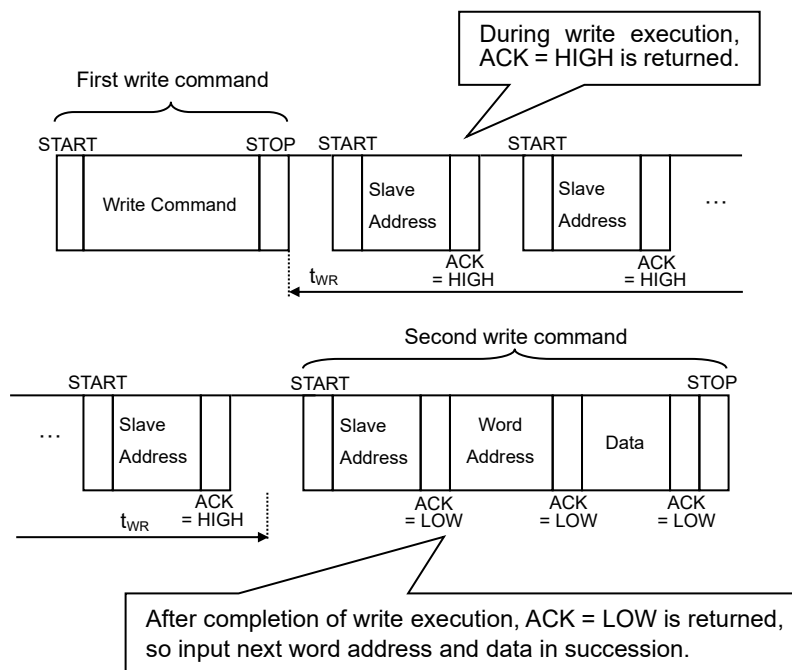 During write execution,
ACK = HIGH is returned.
First write command
START STOP START START
Write Command
Slave
Address
Slave
Address
…
ACK
= HIGH
ACK
= HIGH
tWR
Second write command
START START STOP
…
Slave
Address
Slave
Address
Word
Address
Data
ACK
= HIGH
ACK
= LOW
ACK
= LOW
ACK
= LOW
tWR
After completion of write execution, ACK = LOW is returned,
so input next word address and data in succession.